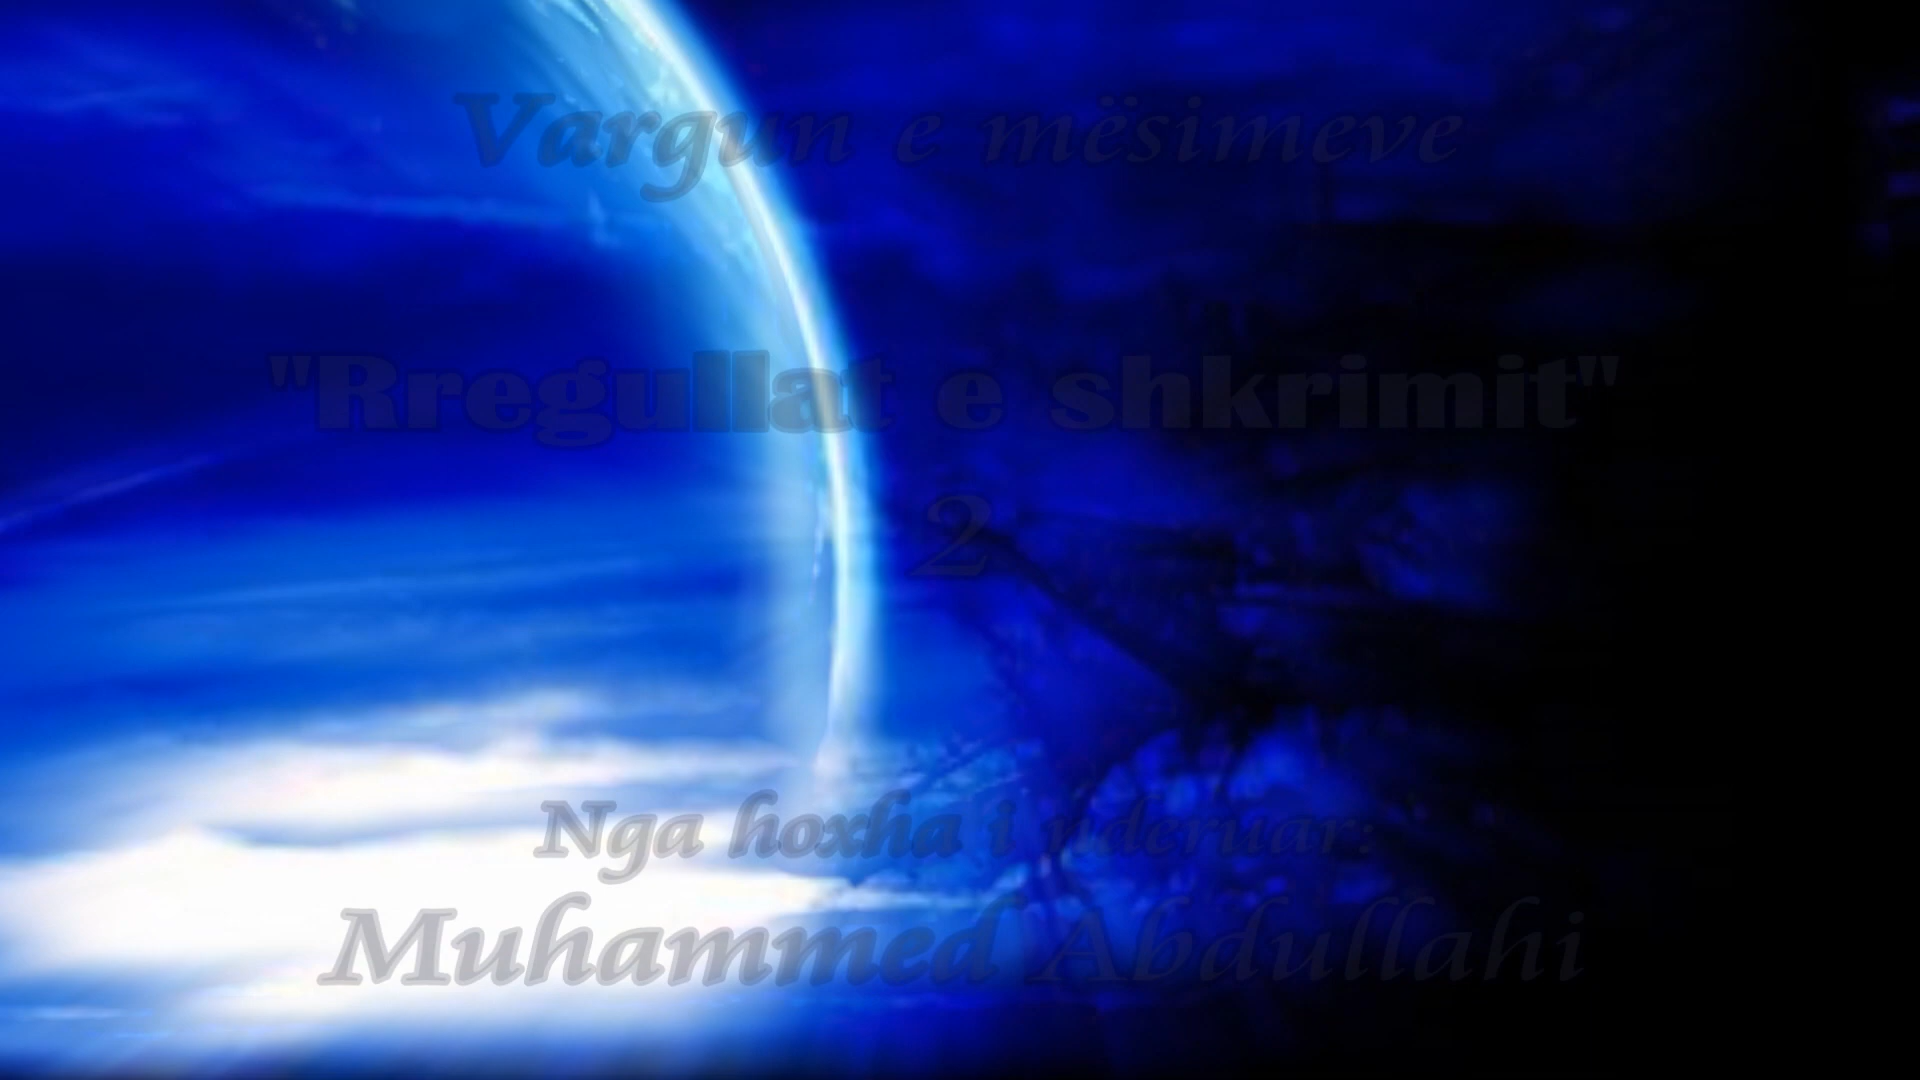 Vargun e mësimeve
"Rregullat e shkrimit"
2
Nga hoxha i nderuar:
Muhammed Abdullahi